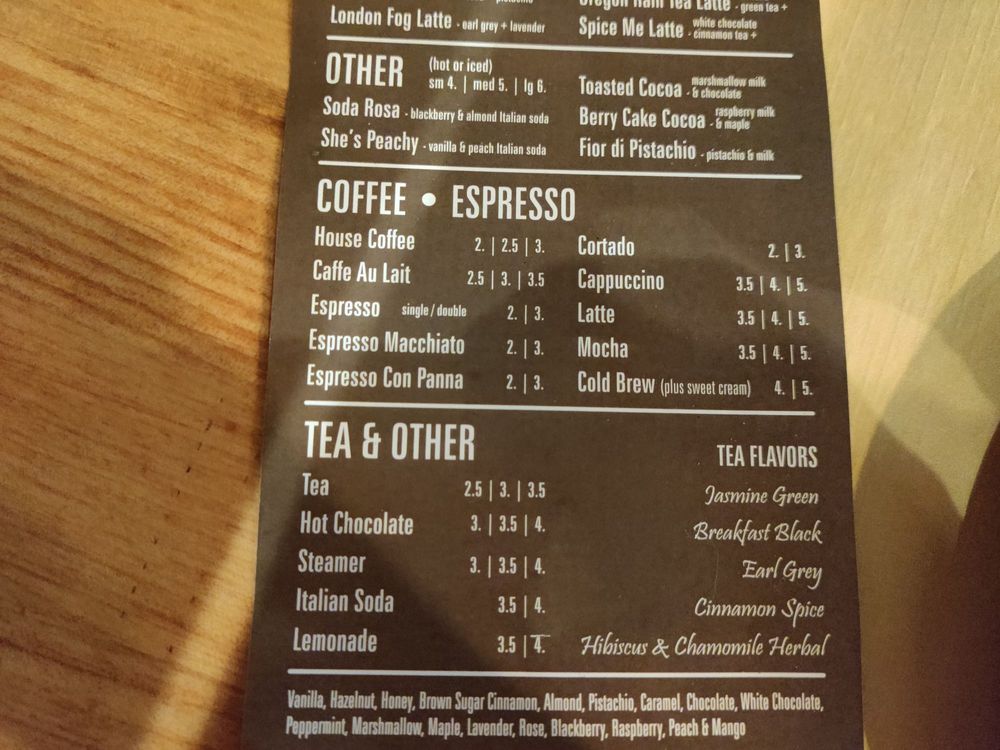 pistachio
London Fog Latte - earl grey + lavender
Oregon Rain Tea Latte - green tea +
Spice Me Latte - white chocolate
cinnamon tea +
OTHER (hot or iced)
sm 4. | med 5. | lg 6.
Soda Rosa - blackberry & almond Italian soda
She's Peachy - vanilla & peach Italian soda
Toasted Cocoa - marshmallow milk
& chocolate
Berry Cake Cocoa - raspberry milk
& maple
Fior di Pistachio - pistachio & milk
COFFEE • ESPRESSO
House Coffee 2. | 2.5 | 3.
Caffe Au Lait 2.5 | 3. | 3.5
Espresso single / double 2. | 3.
Espresso Macchiato 2. | 3.
Espresso Con Panna 2. | 3.
Cortado 2. | 3.
Cappuccino 3.5 | 4. | 5.
Latte 3.5 | 4. | 5.
Mocha 3.5 | 4. | 5.
Cold Brew (plus sweet cream) 4. | 5.
TEA & OTHER
Tea 2.5 | 3. | 3.5
Hot Chocolate 3. | 3.5 | 4.
Steamer 3. | 3.5 | 4.
Italian Soda 3.5 | 4.
Lemonade 3.5 | 4.
TEA FLAVORS
Jasmine Green
Breakfast Black
Earl Grey
Cinnamon Spice
Hibiscus & Chamomile Herbal
Vanilla, Hazelnut, Honey, Brown Sugar Cinnamon, Almond, Pistachio, Caramel, Chocolate, White Chocolate,
Peppermint, Marshmallow, Maple, Lavender, Rose, Blackberry, Raspberry, Peach & Mango